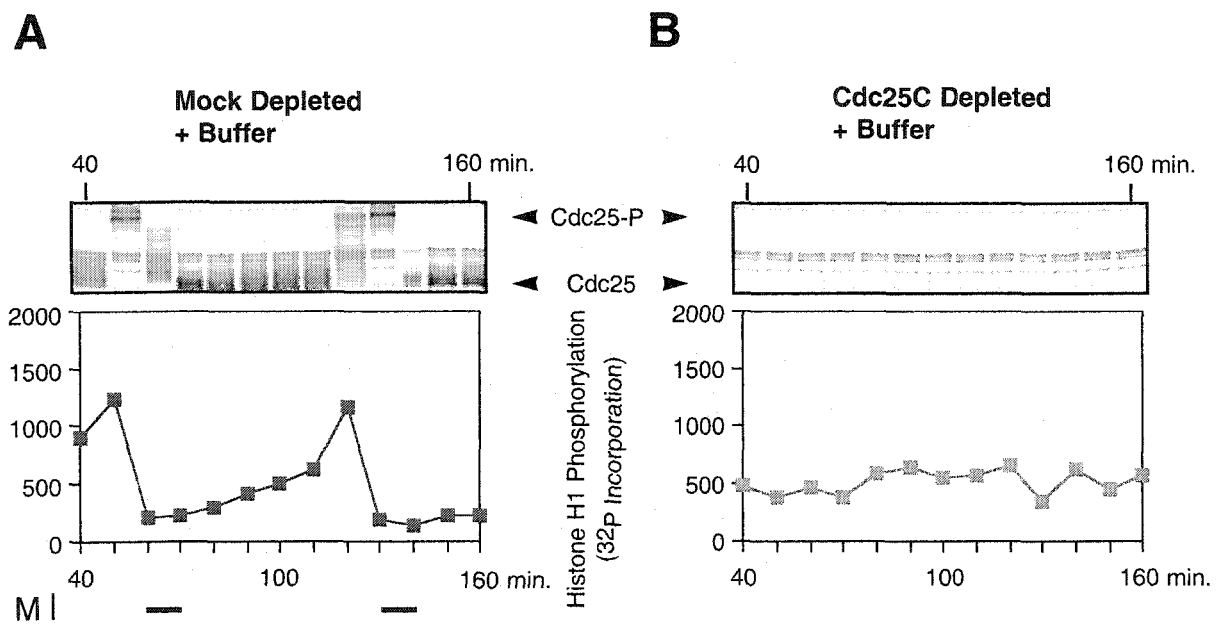 A
B
Mock Depleted
+ Buffer
Cdc25C Depleted
+ Buffer
40
160 min.
40
160 min.
Cdc25-P
Cdc25
2000
1500
1000
500
0
40
100
160 min.
M I
Histone H1 Phosphorylation
(32P Incorporation)
2000
1500
1000
500
0
40
100
160 min.